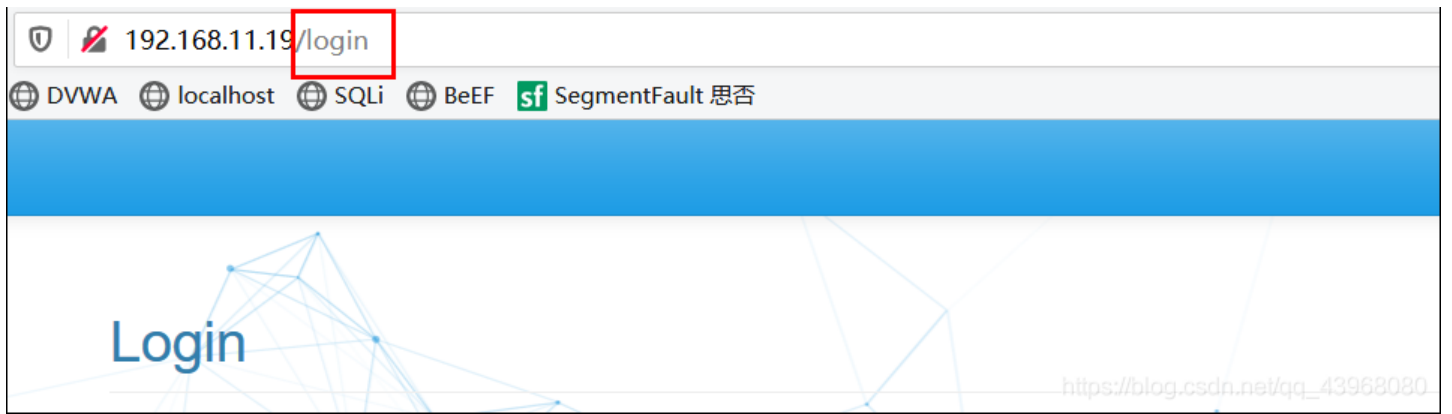 192.168.11.19/login
DVWA localhost SQLi BeEF sf SegmentFault 思否
Login
https://blog.csdn.net/qq_43968080